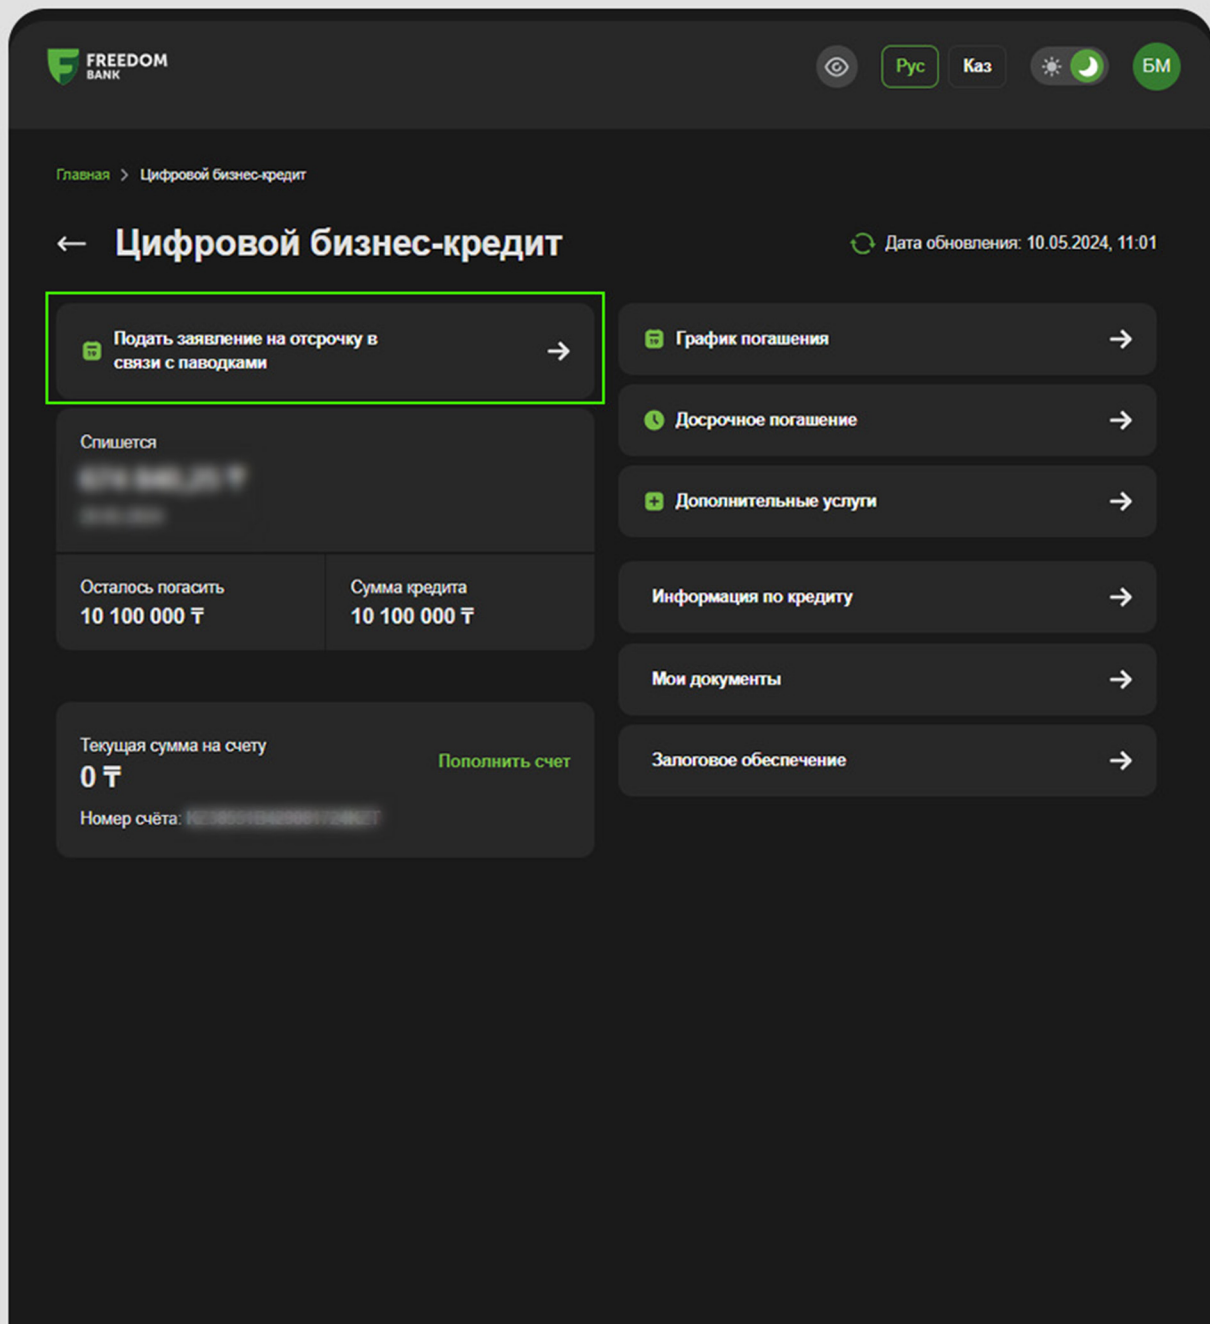 FREEDOM
BANK
Рус
Каз
БМ
Главная
Цифровой бизнес-кредит
Цифровой бизнес-кредит
Дата обновления: 10.05.2024, 11:01
Подать заявление на отсрочку в
связи с паводками
Спишется
Осталось погасить
10 100 000 ₸
Сумма кредита
10 100 000 ₸
Текущая сумма на счету
0 ₸
Пополнить счет
Номер счёта:
График погашения
Досрочное погашение
Дополнительные услуги
Информация по кредиту
Мои документы
Залоговое обеспечение